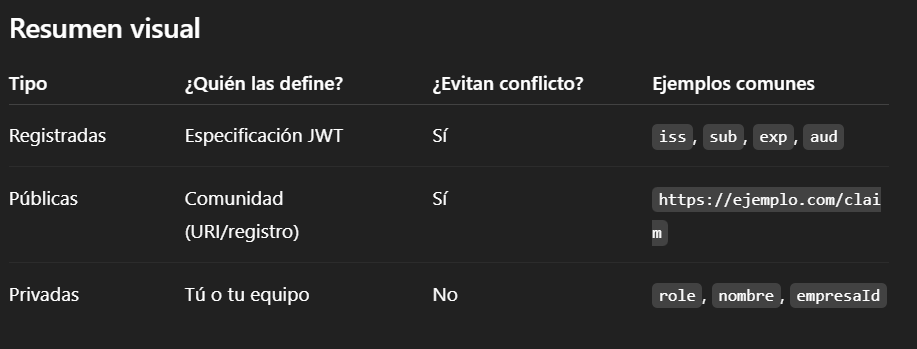 Resumen visual
Tipo ¿Quién las define? ¿Evitan conflicto? Ejemplos comunes
Registradas Especificación JWT Sí iss, sub, exp, aud
Públicas Comunidad Sí https://ejemplo.com/clai
(URI/registro) m
Privadas Tú o tu equipo No role, nombre, empresaId